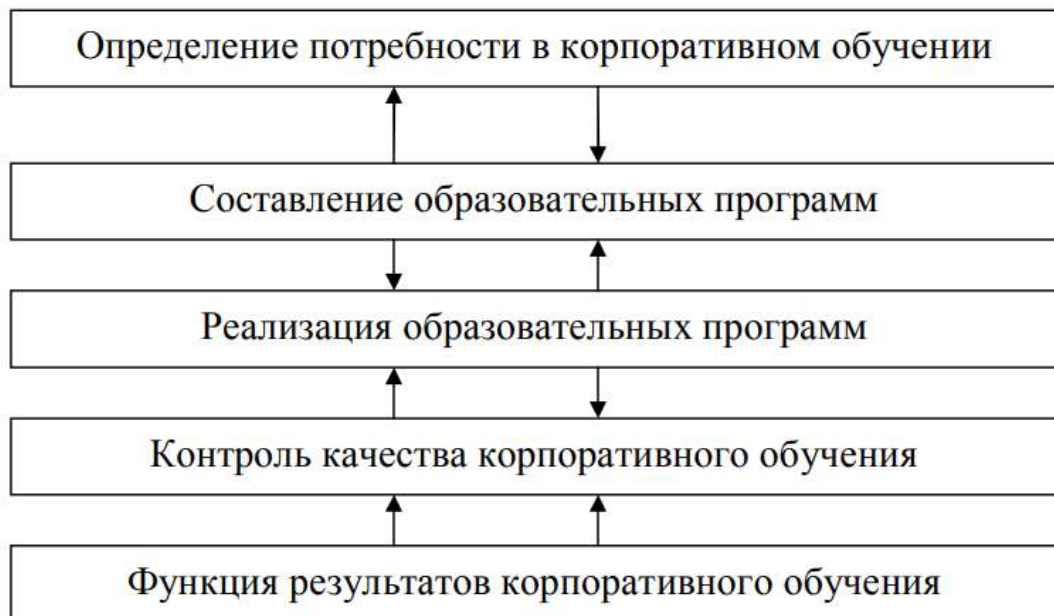 Определение потребности в корпоративном обучении
Составление образовательных программ
Реализация образовательных программ
Контроль качества корпоративного обучения
Функция результатов корпоративного обучения